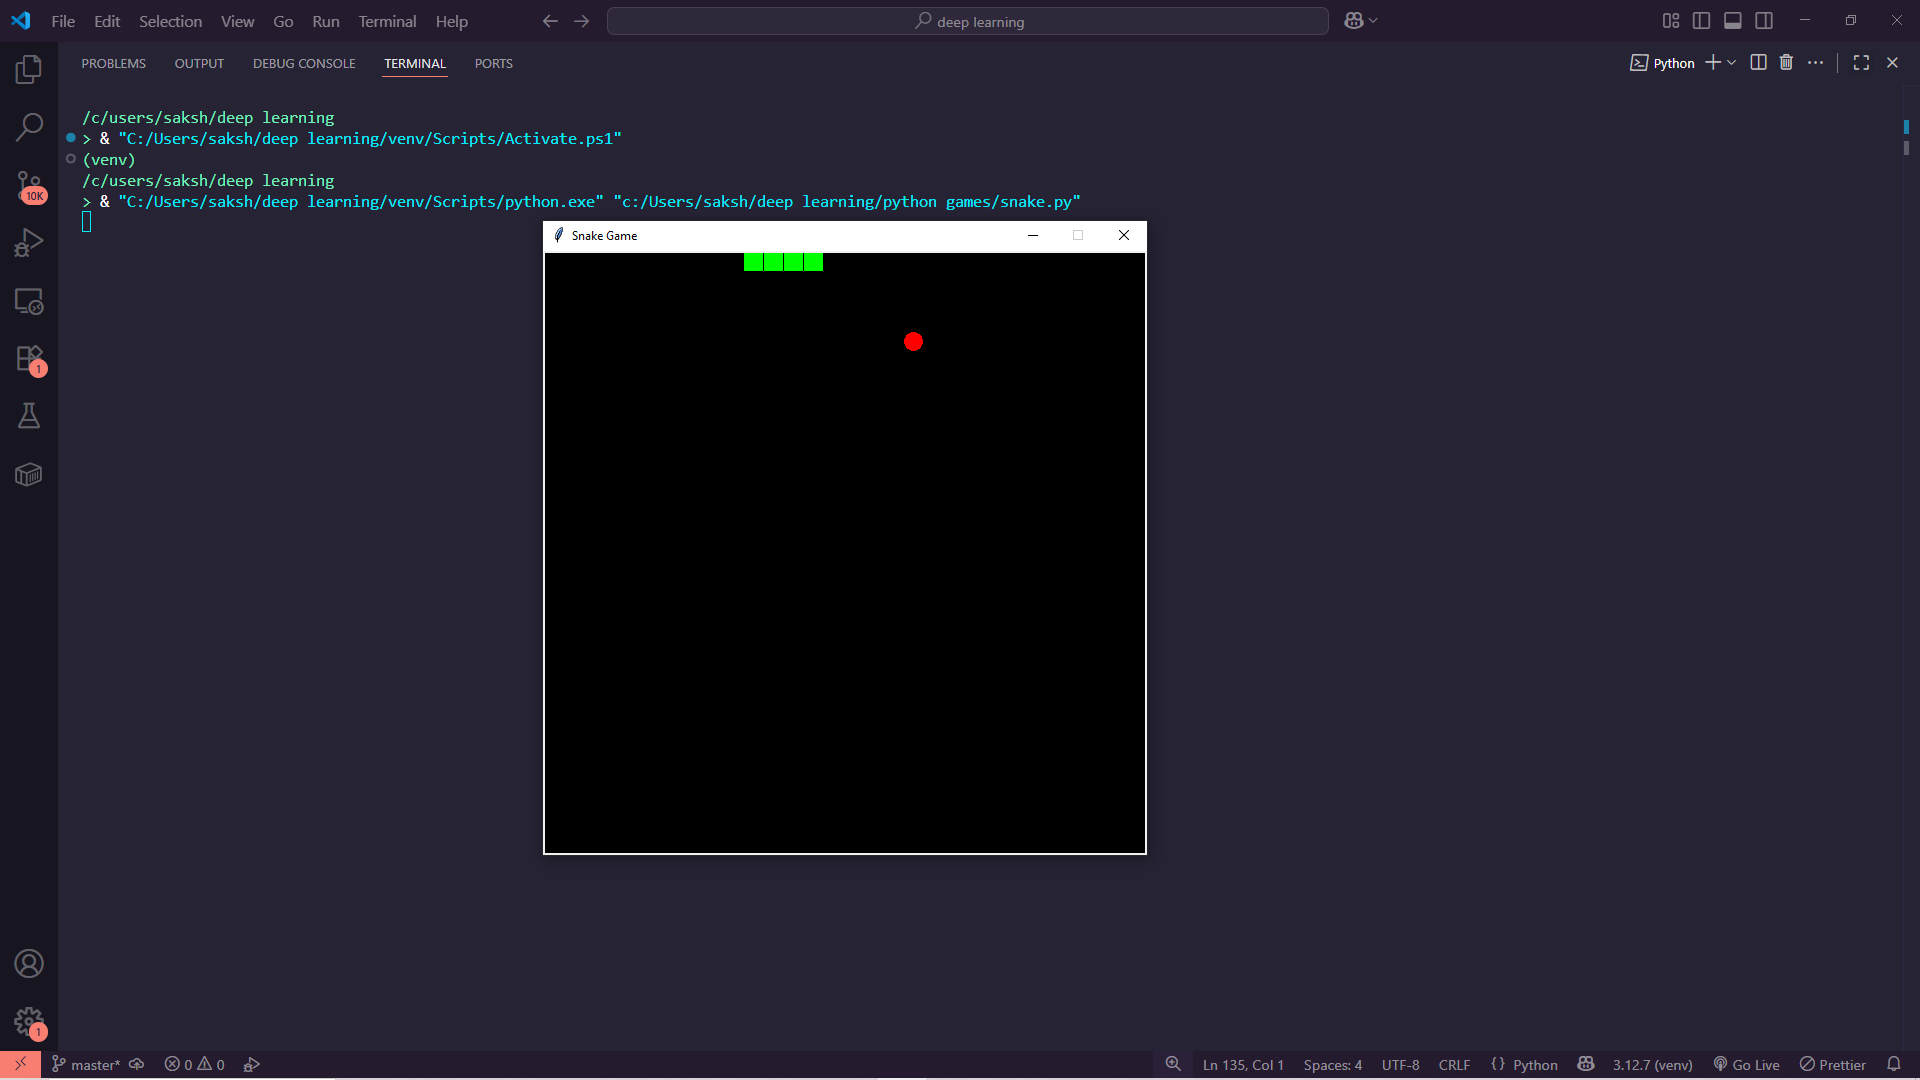 File Edit Selection View Go Run Terminal Help
deep learning
PROBLEMS OUTPUT DEBUG CONSOLE TERMINAL PORTS
Python
/c/users/saksh/deep learning
> & "C:/Users/saksh/deep learning/venv/Scripts/Activate.ps1"
(venv)
/c/users/saksh/deep learning
> & "C:/Users/saksh/deep learning/venv/Scripts/python.exe" "c:/Users/saksh/deep learning/python games/snake.py"
10K
Snake Game
1
1
master* 0 0 Ln 135, Col 1 Spaces: 4 UTF-8 CRLF {} Python 3.12.7 (venv) Go Live Prettier